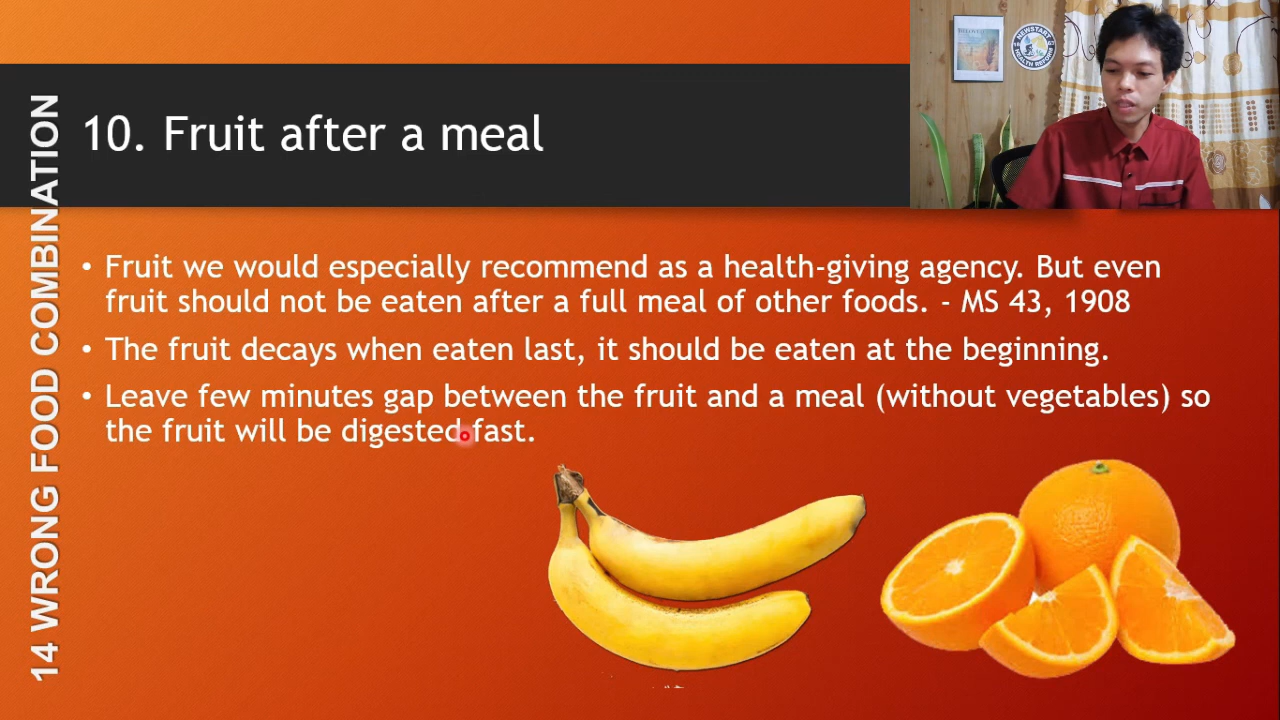 14 WRONG FOOD COMBINATION
10. Fruit after a meal
• Fruit we would especially recommend as a health-giving agency. But even
fruit should not be eaten after a full meal of other foods. - MS 43, 1908
• The fruit decays when eaten last, it should be eaten at the beginning.
• Leave few minutes gap between the fruit and a meal (without vegetables) so
the fruit will be digested fast.
NEWSTART
HEALTH REFORM